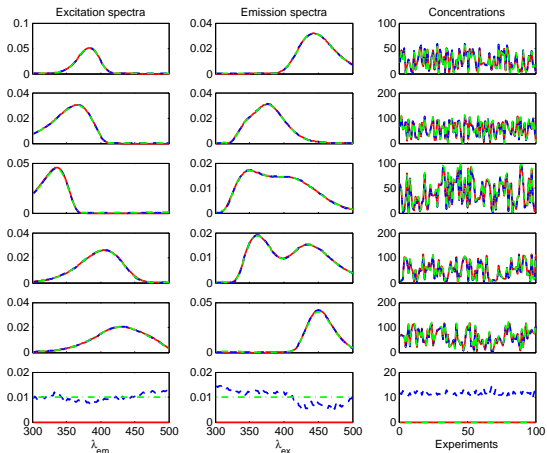 Excitation spectra Emission spectra Concentrations
0.1 0.04 100
0.05 0.02 50
0 0 0
0.04 0.04 200
0.02 0.02 100
0 0 0
0.05 0.02 100
0.01 50
0 0 0
0.04 0.02 200
0.02 0.01 100
0 0 0
0.04 0.05 200
0.02 100
0 0 0
0.02 0.02 20
0.01 0.010 10
0.00 0.00 0
300 350 400 450 500 300 350 400 450 500 0 50 100
λem λex Experiments